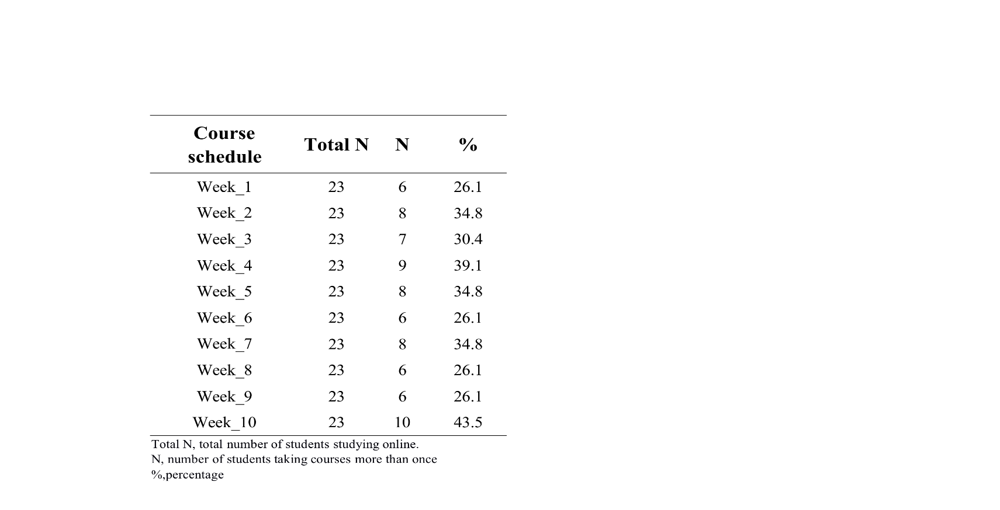 Course schedule Total N N %
Week_1 23 6 26.1
Week_2 23 8 34.8
Week_3 23 7 30.4
Week_4 23 9 39.1
Week_5 23 8 34.8
Week_6 23 6 26.1
Week_7 23 8 34.8
Week_8 23 6 26.1
Week_9 23 6 26.1
Week_10 23 10 43.5
Total N, total number of students studying online.
N, number of students taking courses more than once
%,percentage